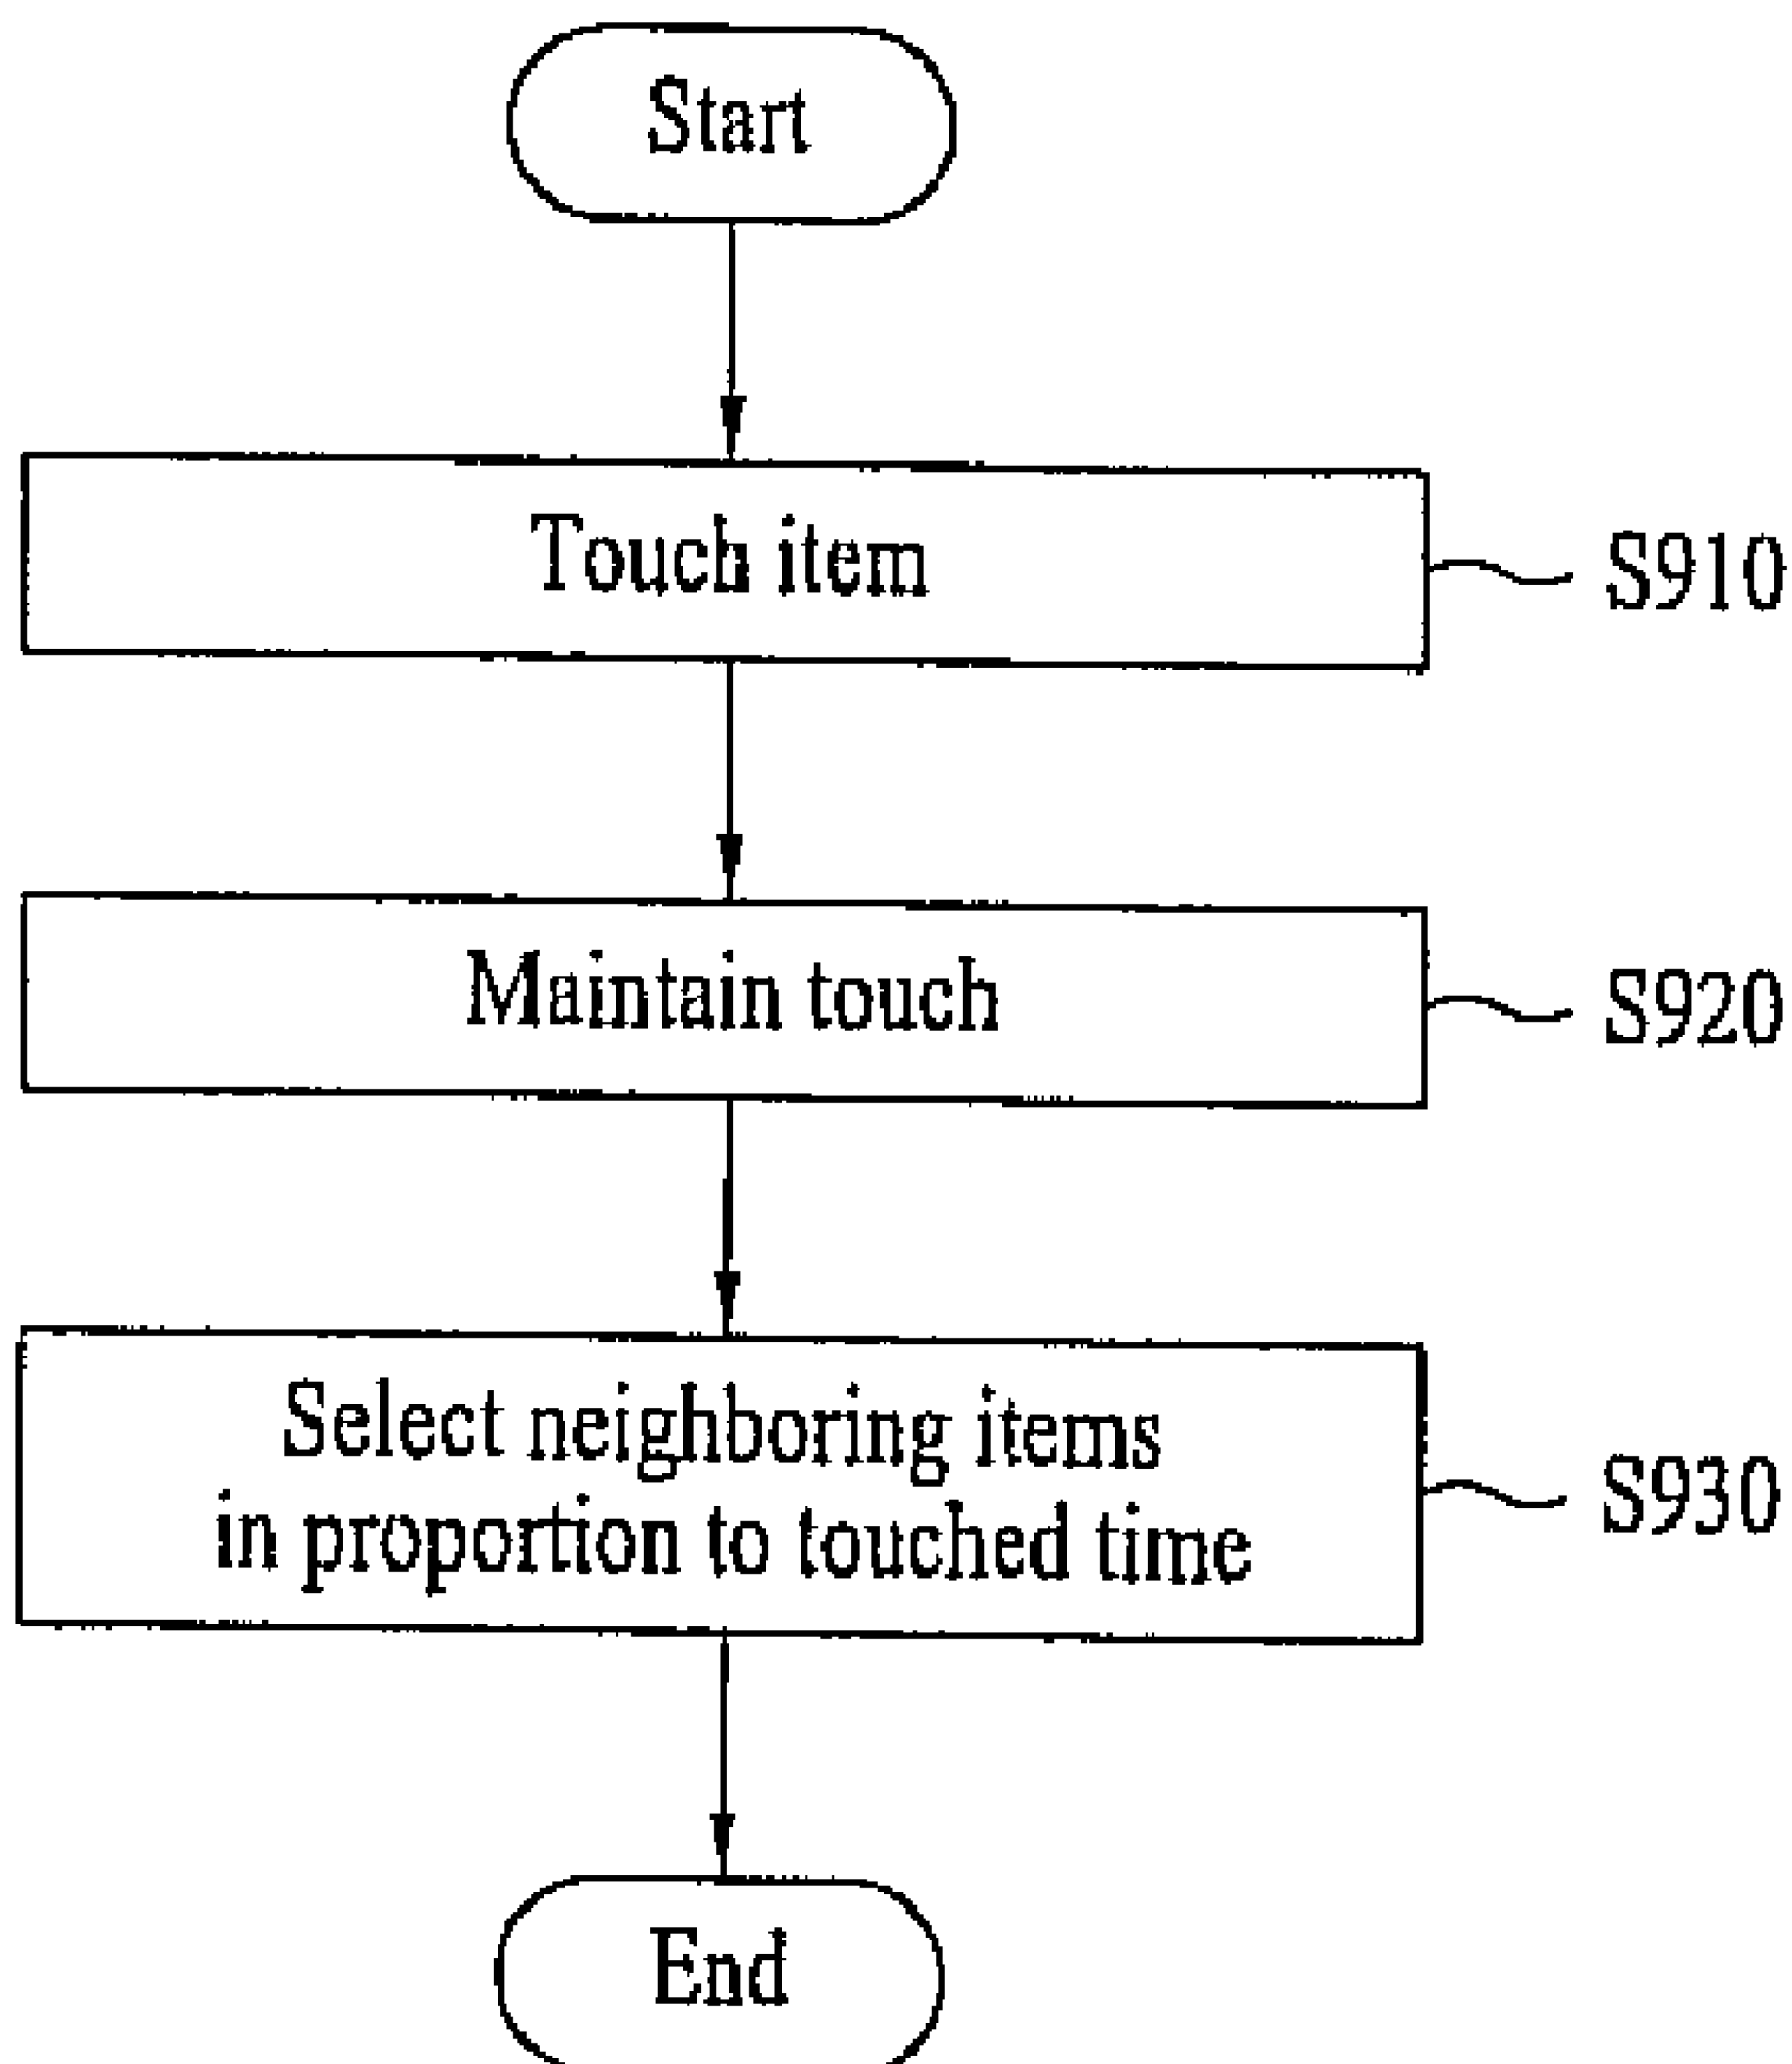 Start
Touch item
S910
Maintain touch
S920
Select neighboring items
in proportion to touched time
S930
End